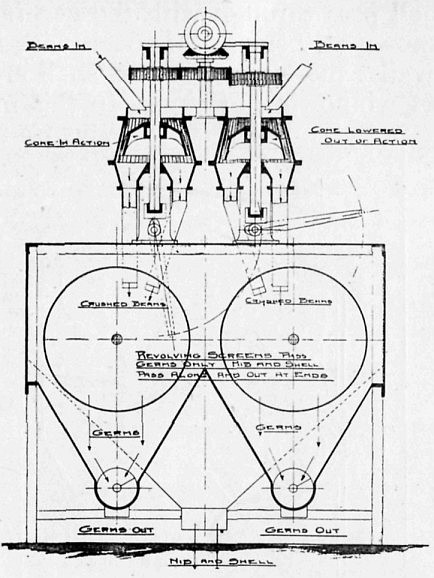 Beans In
Beans In
Cone in Action
Cone Lowered
Out of Action
Crushed Beans
Crushed Beans
Revolving Screens Pass
Germs Only Nib and Shell
Pass Along and Out at Ends
Germs
Germs
Germs Out
Germs Out
Nib and Shell